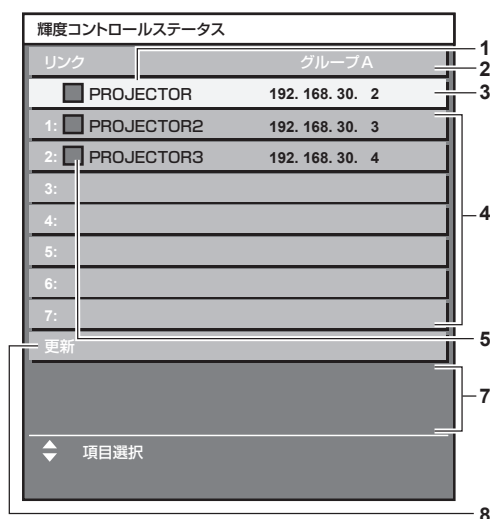 輝度コントロールステータス
リンク グループA
PROJECTOR 192. 168. 30. 2
1: PROJECTOR2 192. 168. 30. 3
2: PROJECTOR3 192. 168. 30. 4
3:
4:
5:
6:
7:
更新
項目選択
1
2
3
4
5
7
8